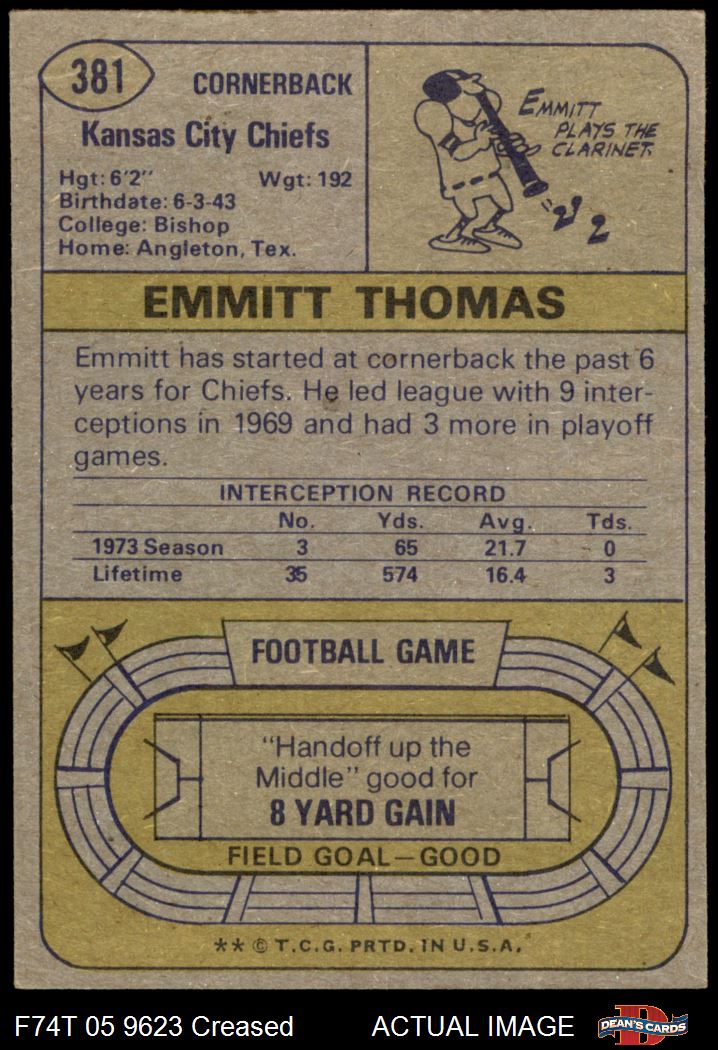 381
CORNERBACK
Kansas City Chiefs
Hgt: 6'2" Wgt: 192
Birthdate: 6-3-43
College: Bishop
Home: Angleton, Tex.
EMMITT
PLAYS THE
CLARINET.
EMMITT THOMAS
Emmitt has started at cornerback the past 6
years for Chiefs. He led league with 9 inter-
ceptions in 1969 and had 3 more in playoff
games.
INTERCEPTION RECORD
No. Yds. Avg. Tds.
1973 Season 3 65 21.7 0
Lifetime 35 574 16.4 3
FOOTBALL GAME
"Handoff up the
Middle" good for
8 YARD GAIN
FIELD GOAL—GOOD
** © T.C.G. PRTD. IN U.S.A.
F74T 05 9623 Creased ACTUAL IMAGE
DEAN'S CARDS